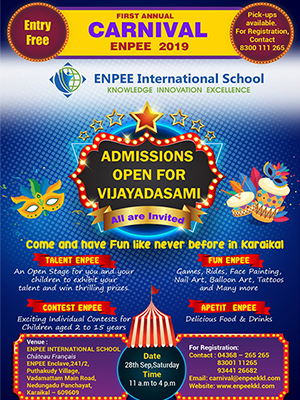 Entry
Free
FIRST ANNUAL
CARNIVAL
ENPEE 2019
Pick-ups
available.
For Registration,
Contact
8300 111 265
ENPEE International School
KNOWLEDGE INNOVATION EXCELLENCE
ADMISSIONS
OPEN FOR
VIJAYADASAMI
All are Invited
Come and have Fun like never before in Karaikal
TALENT ENPEE
An Open Stage for you and your
children to exhibit your
talent and win thrilling prizes
FUN ENPEE
Games, Rides, Face Painting,
Nail Art, Balloon Art, Tattoos
and Many more
CONTEST ENPEE
Exciting Individual Contests for
Children aged 2 to 15 years
APETIT ENPEE
Delicious Food & Drinks
Venue :
ENPEE INTERNATIONAL SCHOOL
Château Français
ENPEE Enclave,241/2,
Puthakudy Village,
Vadamattam Main Road,
Nedungadu Panchayat,
Karaikal – 609609
Date
28th Sep,Saturday
Time
11 a.m to 4 p.m
For Registration:
Contact : 04368 – 265 265
83001 11265
93441 26682
Email: carnival@enpeekkl.com
Website: www.enpeekkl.com